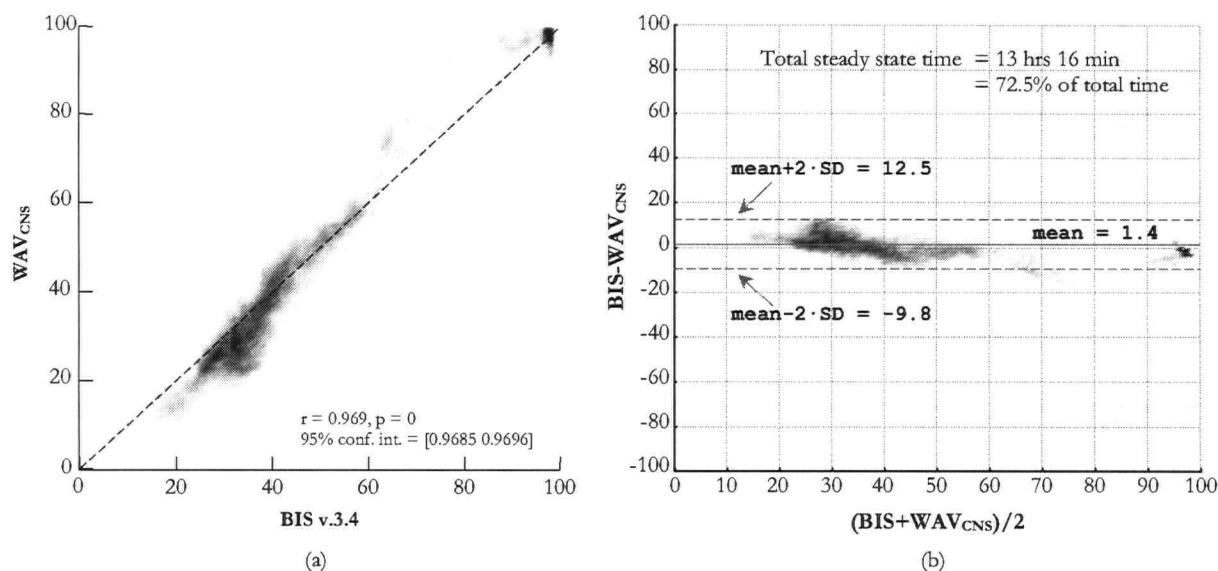 100
80
60
40
20
0
WAVCNS
r = 0.969, p = 0
95% conf. int. = [0.9685 0.9696]
0 20 40 60 80 100
BIS v.3.4
(a)
100
80
60
40
20
0
-20
-40
-60
-80
-100
BIS-WAVCNS
Total steady state time = 13 hrs 16 min
= 72.5% of total time
mean+2·SD = 12.5
mean = 1.4
mean-2·SD = -9.8
0 10 20 30 40 50 60 70 80 90 100
(BIS+WAVCNS)/2
(b)